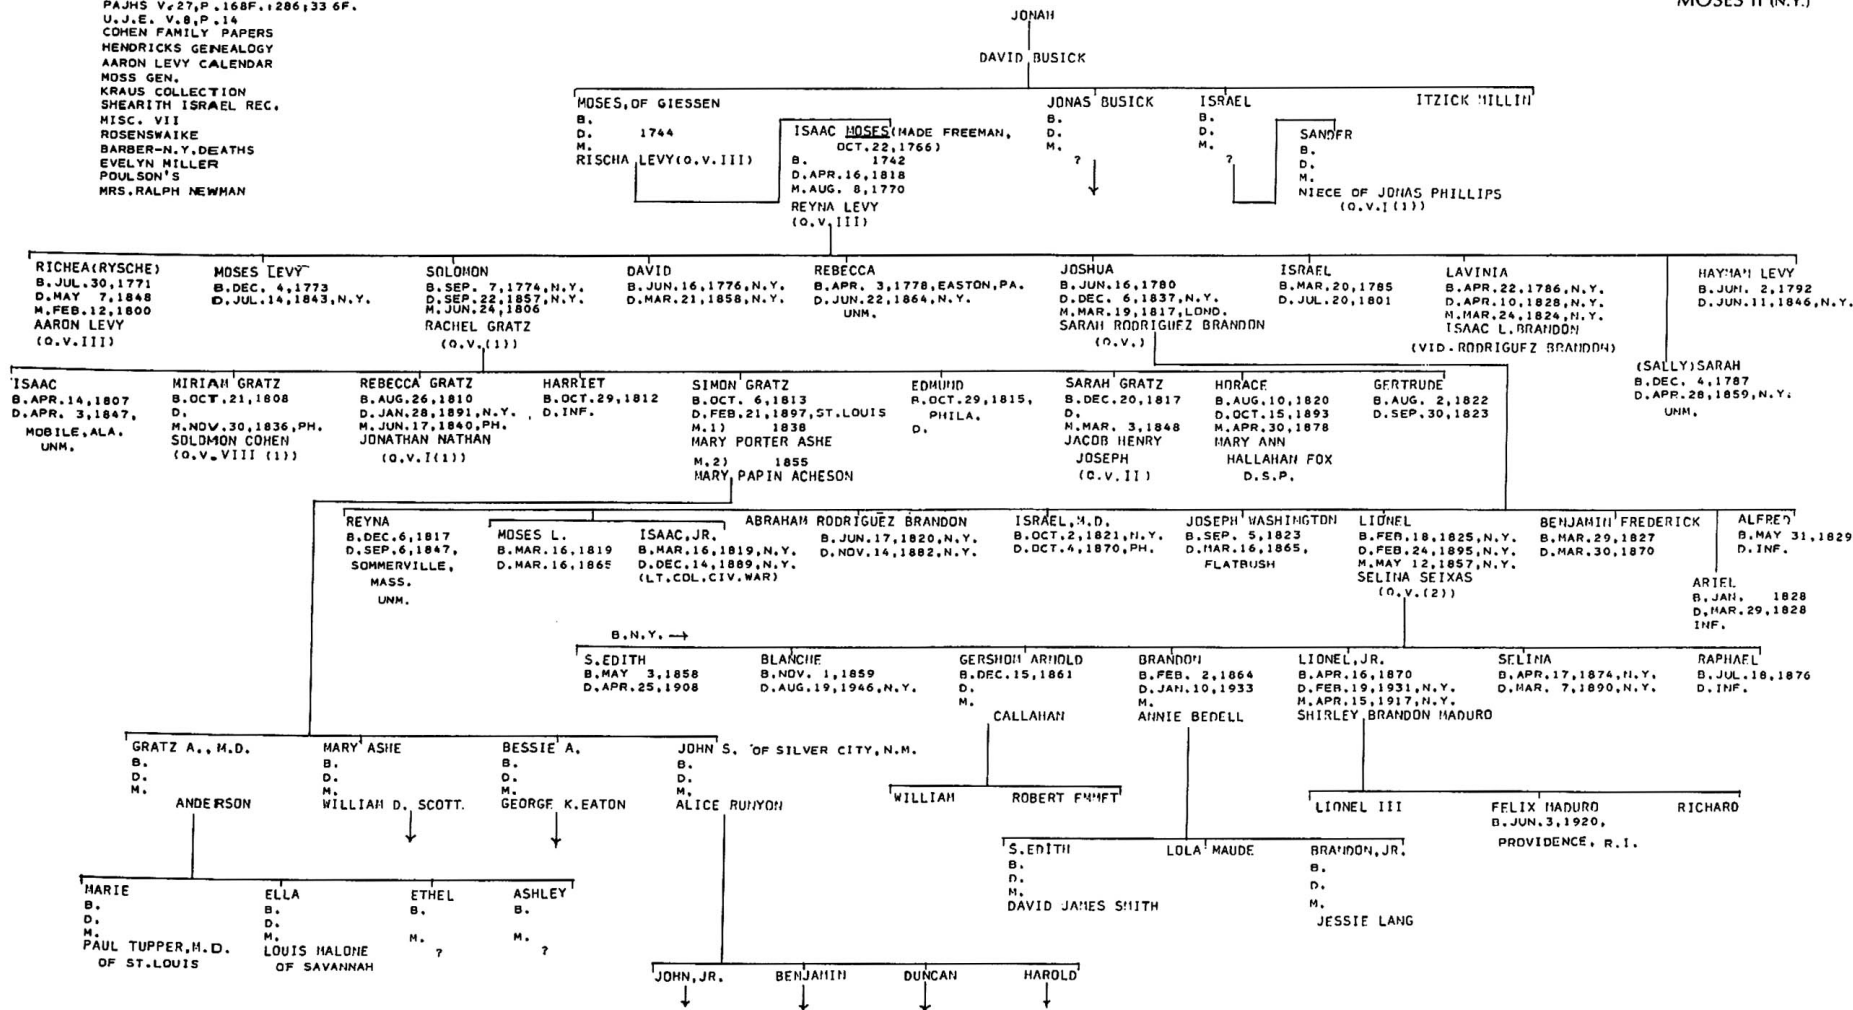 PAJHS V.27,P.168F.;286;336F.
U.J.E. V.8,P.14
COHEN FAMILY PAPERS
HENDRICKS GENEALOGY
AARON LEVY CALENDAR
MOSS GEN.
KRAUS COLLECTION
SHEARITH ISRAEL REC.
MISC. VII
ROSENSWAIKE
BARBER-N.Y.DEATHS
EVELYN MILLER
POULSON'S
MRS.RALPH NEWMAN
MOSES II (N.Y.)
JONAH
DAVID BUSICK
MOSES, OF GIESSEN
B.
D. 1744
M.
RISCHA LEVY(Q.V.III)
ISAAC MOSES(MADE FREEMAN,
OCT.22,1766)
B. 1742
D.APR.16,1818
M.AUG. 8,1770
REYNA LEVY
(Q.V.III)
JONAS BUSICK
B.
D.
M.
?
ISRAEL
B.
D.
M.
?
SANDER
B.
D.
M.
NIECE OF JONAS PHILLIPS
(Q.V.I(1))
ITZICK MILLIN
RICHEA(RYSCHE)
B.JUL.30,1771
D.MAY 7,1848
M.FEB.12,1800
AARON LEVY
(Q.V.III)
MOSES LEVY
B.DEC. 4,1773
D.JUL.14,1843,N.Y.
SOLOMON
B.SEP. 7,1774,N.Y.
D.SEP.22,1857,N.Y.
M.JUN.24,1806
RACHEL GRATZ
(Q.V.(1))
DAVID
B.JUN.16,1776,N.Y.
D.MAR.21,1858,N.Y.
REBECCA
B.APR. 3,1778,EASTON,PA.
D.JUN.22,1864,N.Y.
UNM.
JOSHUA
B.JUN.16,1780
D.DEC. 6,1837,N.Y.
M.MAR.19,1817,LOND.
SARAH RODRIGUEZ BRANDON
(Q.V.)
ISRAEL
B.MAR.20,1785
D.JUL.20,1801
LAVINIA
B.APR.22,1786,N.Y.
D.APR.10,1828,N.Y.
M.MAR.24,1824,N.Y.
ISAAC L.BRANDON
(VID.RODRIGUEZ BRANDON)
(SALLY)SARAH
B.DEC. 4,1787
D.APR.28,1859,N.Y.
UNM.
HAYMAN LEVY
B.JUN. 2,1792
D.JUN.11,1846,N.Y.
ISAAC
B.APR.14,1807
D.APR. 3,1847,
MOBILE,ALA.
UNM.
MIRIAM GRATZ
B.OCT.21,1808
D.
M.NOV.30,1836,PH.
SOLOMON COHEN
(Q.V.VIII (1))
REBECCA GRATZ
B.AUG.26,1810
D.JAN.28,1891,N.Y.
M.JUN.17,1840,PH.
JONATHAN NATHAN
(Q.V.I(1))
HARRIET
B.OCT.29,1812
D.INF.
SIMON GRATZ
B.OCT. 6,1813
D.FEB.21,1897,ST.LOUIS
M.1) 1838
MARY PORTER ASHE
M.2) 1855
MARY PAPIN ACHESON
EDMUND
B.OCT.29,1815,
PHILA.
D.
SARAH GRATZ
B.DEC.20,1817
D.
M.MAR. 3,1848
JACOB HENRY
JOSEPH
(Q.V.II)
HORACE
B.AUG.10,1820
D.OCT.15,1893
M.APR.30,1878
MARY ANN
HALLAHAN FOX
D.S.P.
GERTRUDE
B.AUG. 2,1822
D.SEP.30,1823
REYNA
B.DEC.6,1817
D.SEP.6,1847,
SOMMERVILLE,
MASS.
UNM.
MOSES L.
B.MAR.16,1819
D.MAR.16,1865
ISAAC,JR.
B.MAR.16,1819,N.Y.
D.DEC.14,1889,N.Y.
(LT.COL.CIV.WAR)
ABRAHAM RODRIGUEZ BRANDON
B.JUN.17,1820,N.Y.
D.NOV.14,1882,N.Y.
ISRAEL,M.D.
B.OCT.2,1821,N.Y.
D.OCT.4,1870,PH.
JOSEPH WASHINGTON
B.SEP. 5,1823
D.MAR.16,1865,
FLATBUSH
LIONEL
B.FEB.18,1825,N.Y.
D.FEB.24,1895,N.Y.
M.MAY 12,1857,N.Y.
SELINA SEIXAS
(Q.V.(2))
BENJAMIN FREDERICK
B.MAR.29,1827
D.MAR.30,1870
ARIEL
B.JAN. 1828
D.MAR.29,1828
INF.
ALFRED
B.MAY 31,1829
D.INF.
B.N.Y. →
S.EDITH
B.MAY 3,1858
D.APR.25,1908
BLANCHE
B.NOV. 1,1859
D.AUG.19,1946,N.Y.
GERSHOM ARNOLD
B.DEC.15,1861
D.
M.
CALLAHAN
BRANDON
B.FEB. 2,1864
D.JAN.10,1933
M.
ANNIE BEDELL
LIONEL,JR.
B.APR.16,1870
D.FEB.19,1931,N.Y.
M.APR.15,1917,N.Y.
SHIRLEY BRANDON MADURO
SELINA
B.APR.17,1874,N.Y.
D.MAR. 7,1890,N.Y.
RAPHAEL
B.JUL.18,1876
D.INF.
GRATZ A.,M.D.
B.
D.
M.
ANDERSON
MARY ASHE
B.
D.
M.
WILLIAM D. SCOTT.
BESSIE A.
B.
D.
M.
GEORGE K.EATON
JOHN S. OF SILVER CITY,N.M.
B.
D.
M.
ALICE RUNYON
WILLIAM
ROBERT EMMET
LIONEL III
FELIX MADURO
B.JUN.3,1920,
PROVIDENCE, R.I.
RICHARD
S.EDITH
B.
D.
M.
DAVID JAMES SMITH
LOLA MAUDE
BRANDON,JR.
B.
D.
M.
JESSIE LANG
MARIE
B.
D.
M.
PAUL TUPPER,M.D.
OF ST.LOUIS
ELLA
B.
D.
M.
LOUIS MALONE
OF SAVANNAH
ETHEL
B.
M.
?
ASHLEY
B.
M.
?
JOHN,JR.
BENJAMIN
DUNCAN
HAROLD